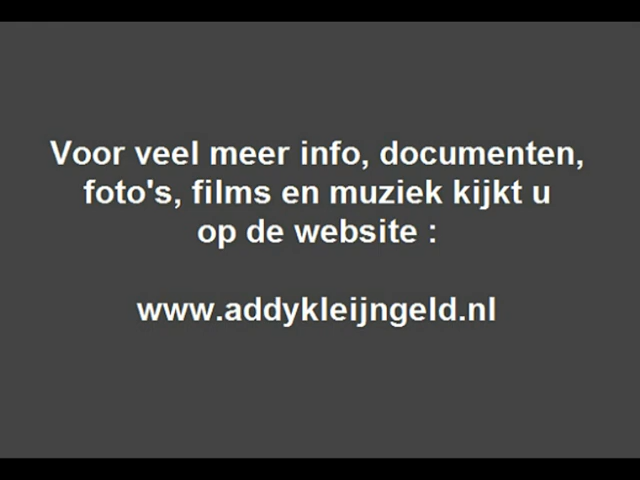 Voor veel meer info, documenten,
foto's, films en muziek kijkt u
op de website :
www.addykleijngeld.nl